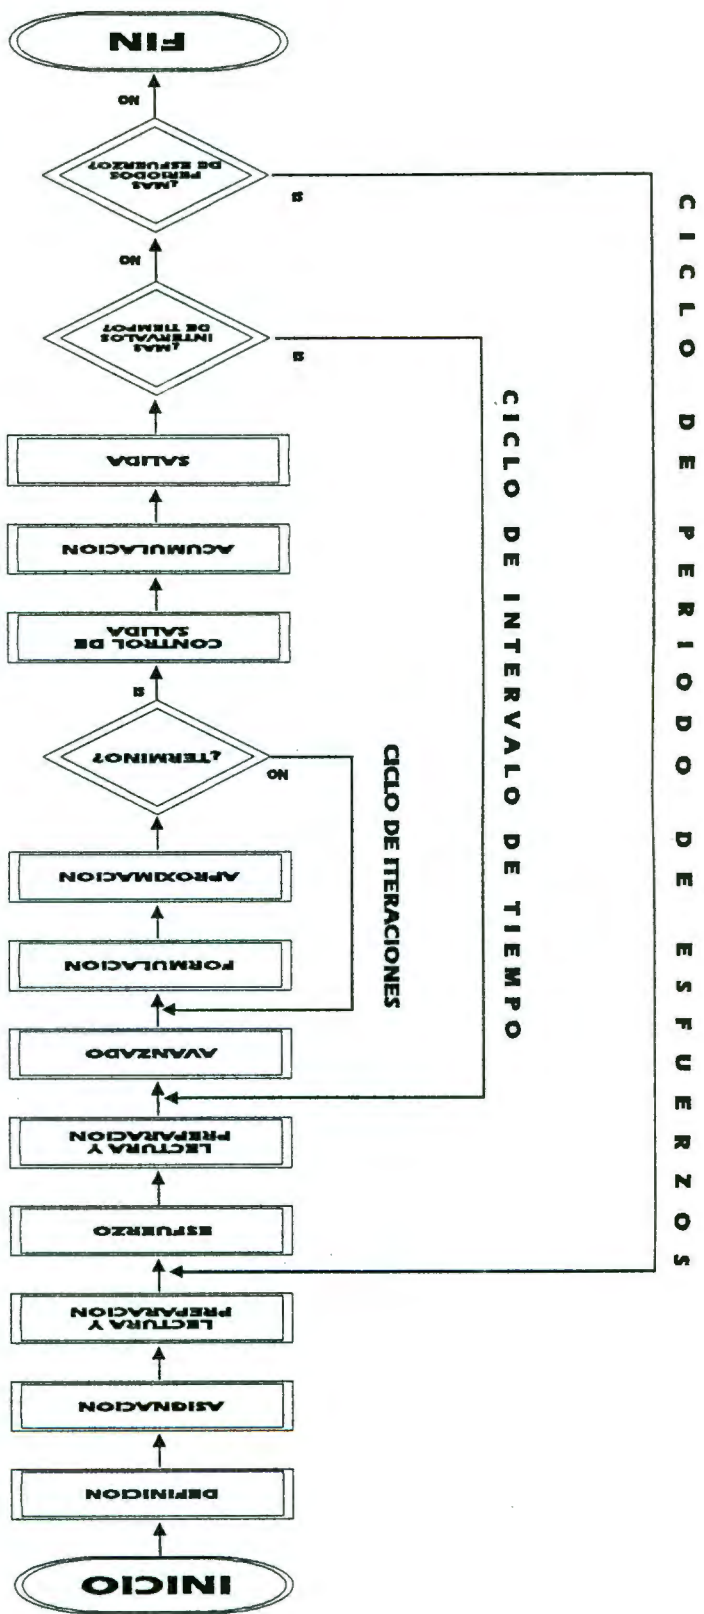 INICIO
DEFINICION
ASIGNACION
LECTURA Y
PREPARACION
ESFUERZO
LECTURA Y
PREPARACION
AVANZADO
FORMULACION
APROXIMACION
¿TERMINO?
NO
SI
CONTROL DE
SALIDA
ACUMULACION
SALIDA
¿MAS
INTERVALOS
DE TIEMPO?
SI
NO
¿MAS
PERIODOS
DE ESFUERZO?
SI
NO
FIN
CICLO DE ITERACIONES
CICLO DE INTERVALO DE TIEMPO
CICLO DE PERIODO DE ESFUERZOS